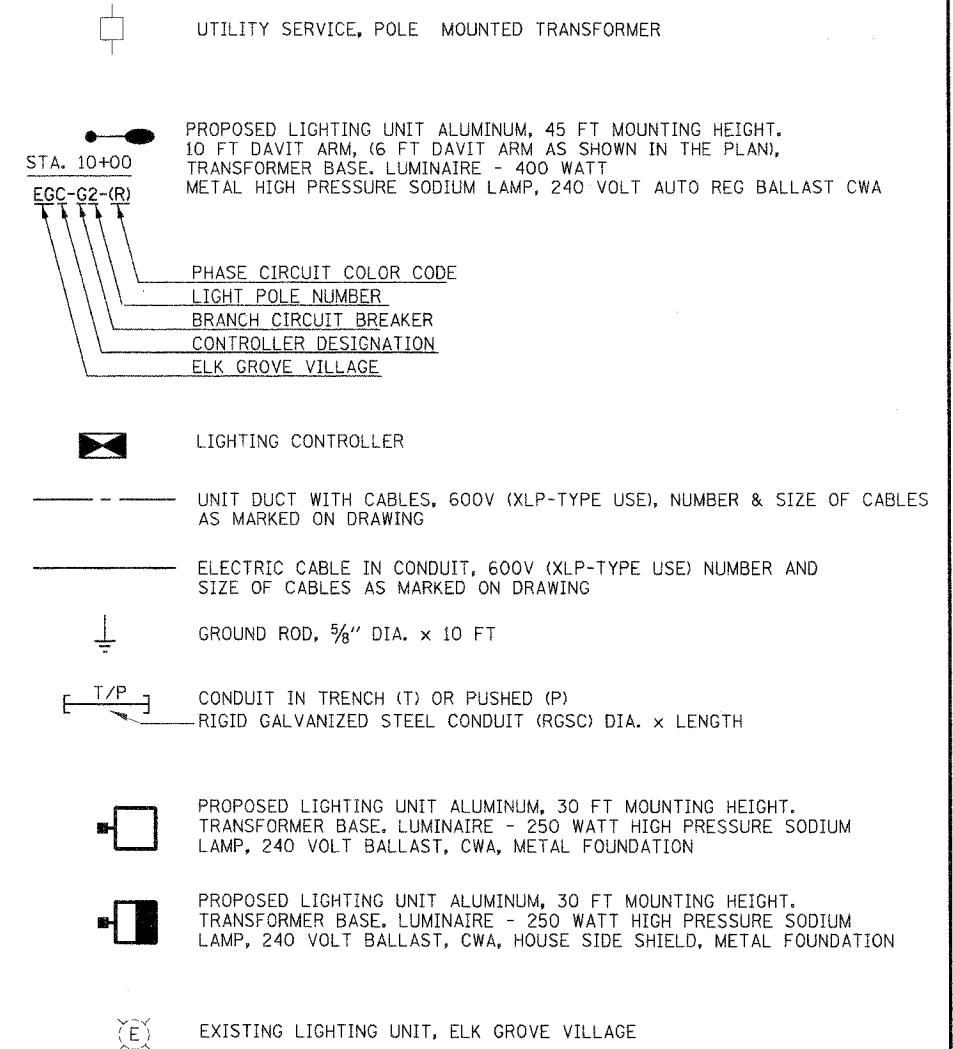 UTILITY SERVICE, POLE MOUNTED TRANSFORMER
PROPOSED LIGHTING UNIT ALUMINUM, 45 FT MOUNTING HEIGHT.
10 FT DAVIT ARM, (6 FT DAVIT ARM AS SHOWN IN THE PLAN),
TRANSFORMER BASE. LUMINAIRE - 400 WATT
METAL HIGH PRESSURE SODIUM LAMP, 240 VOLT AUTO REG BALLAST CWA
STA. 10+00
EGC-G2-(R)
PHASE CIRCUIT COLOR CODE
LIGHT POLE NUMBER
BRANCH CIRCUIT BREAKER
CONTROLLER DESIGNATION
ELK GROVE VILLAGE
LIGHTING CONTROLLER
UNIT DUCT WITH CABLES, 600V (XLP-TYPE USE), NUMBER & SIZE OF CABLES
AS MARKED ON DRAWING
ELECTRIC CABLE IN CONDUIT, 600V (XLP-TYPE USE) NUMBER AND
SIZE OF CABLES AS MARKED ON DRAWING
GROUND ROD, 5/8" DIA. x 10 FT
T/P
CONDUIT IN TRENCH (T) OR PUSHED (P)
RIGID GALVANIZED STEEL CONDUIT (RGSC) DIA. x LENGTH
PROPOSED LIGHTING UNIT ALUMINUM, 30 FT MOUNTING HEIGHT.
TRANSFORMER BASE. LUMINAIRE - 250 WATT HIGH PRESSURE SODIUM
LAMP, 240 VOLT BALLAST, CWA, METAL FOUNDATION
PROPOSED LIGHTING UNIT ALUMINUM, 30 FT MOUNTING HEIGHT.
TRANSFORMER BASE. LUMINAIRE - 250 WATT HIGH PRESSURE SODIUM
LAMP, 240 VOLT BALLAST, CWA, HOUSE SIDE SHIELD, METAL FOUNDATION
E
EXISTING LIGHTING UNIT, ELK GROVE VILLAGE